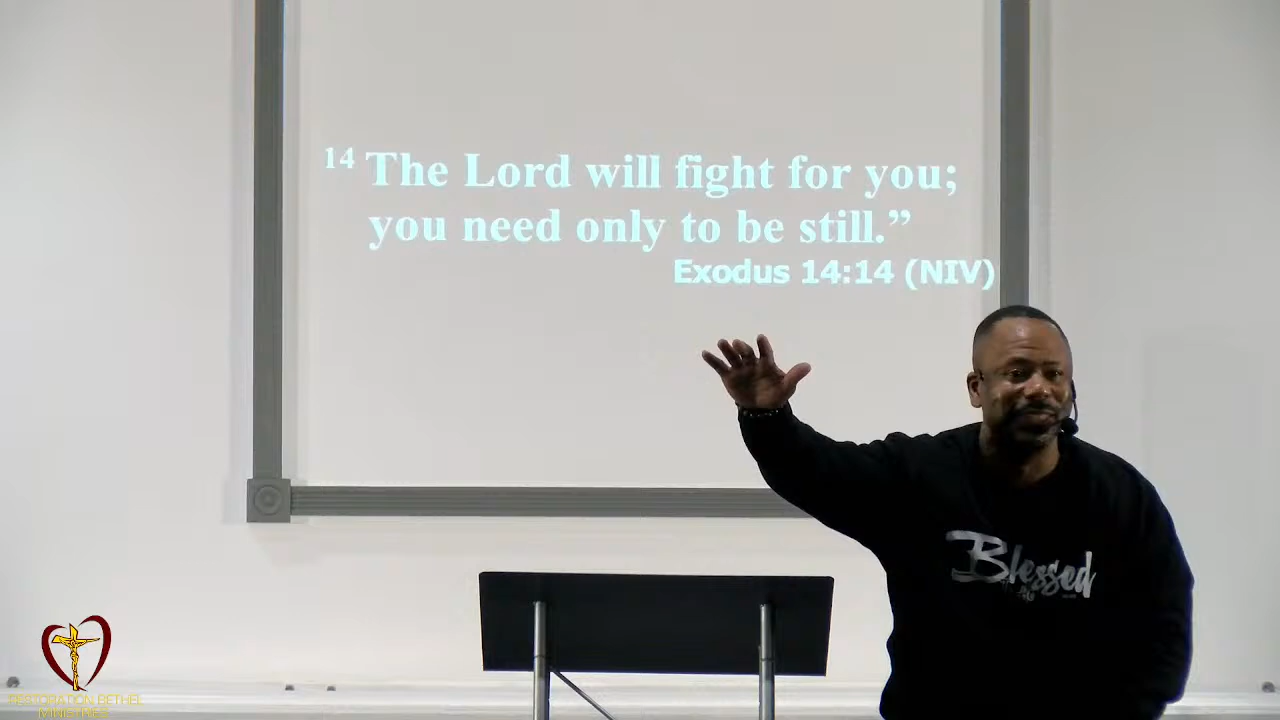 14 The Lord will fight for you;
you need only to be still.”
Exodus 14:14 (NIV)
Blessed
RESTORATION BETHEL
MINISTRIES